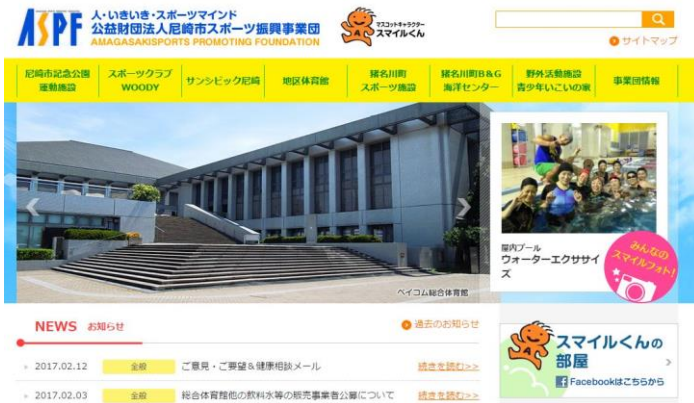 ASPF
人・いきいき・スポーツマインド
公益財団法人尼崎市スポーツ振興事業団
AMAGASAKISPORTS PROMOTING FOUNDATION
マスコットキャラクター
スマイルくん
サイトマップ
尼崎市記念公園
運動施設
スポーツクラブ
WOODY
サンシビック尼崎
地区体育館
猪名川町
スポーツ施設
猪名川町B&G
海洋センター
野外活動施設
青少年いこいの家
事業団情報
ベイコム総合体育館
屋内プール
ウォーターエクササイ
ズ
みんなの
スマイルフォト!
NEWS お知らせ
過去のお知らせ
2017.02.12 全般 ご意見・ご要望&健康相談メール 続きを読む>>
2017.02.03 全般 総合体育館他の飲料水等の販売事業者公募について 続きを読む>>
スマイルくんの
部屋
Facebookはこちらから